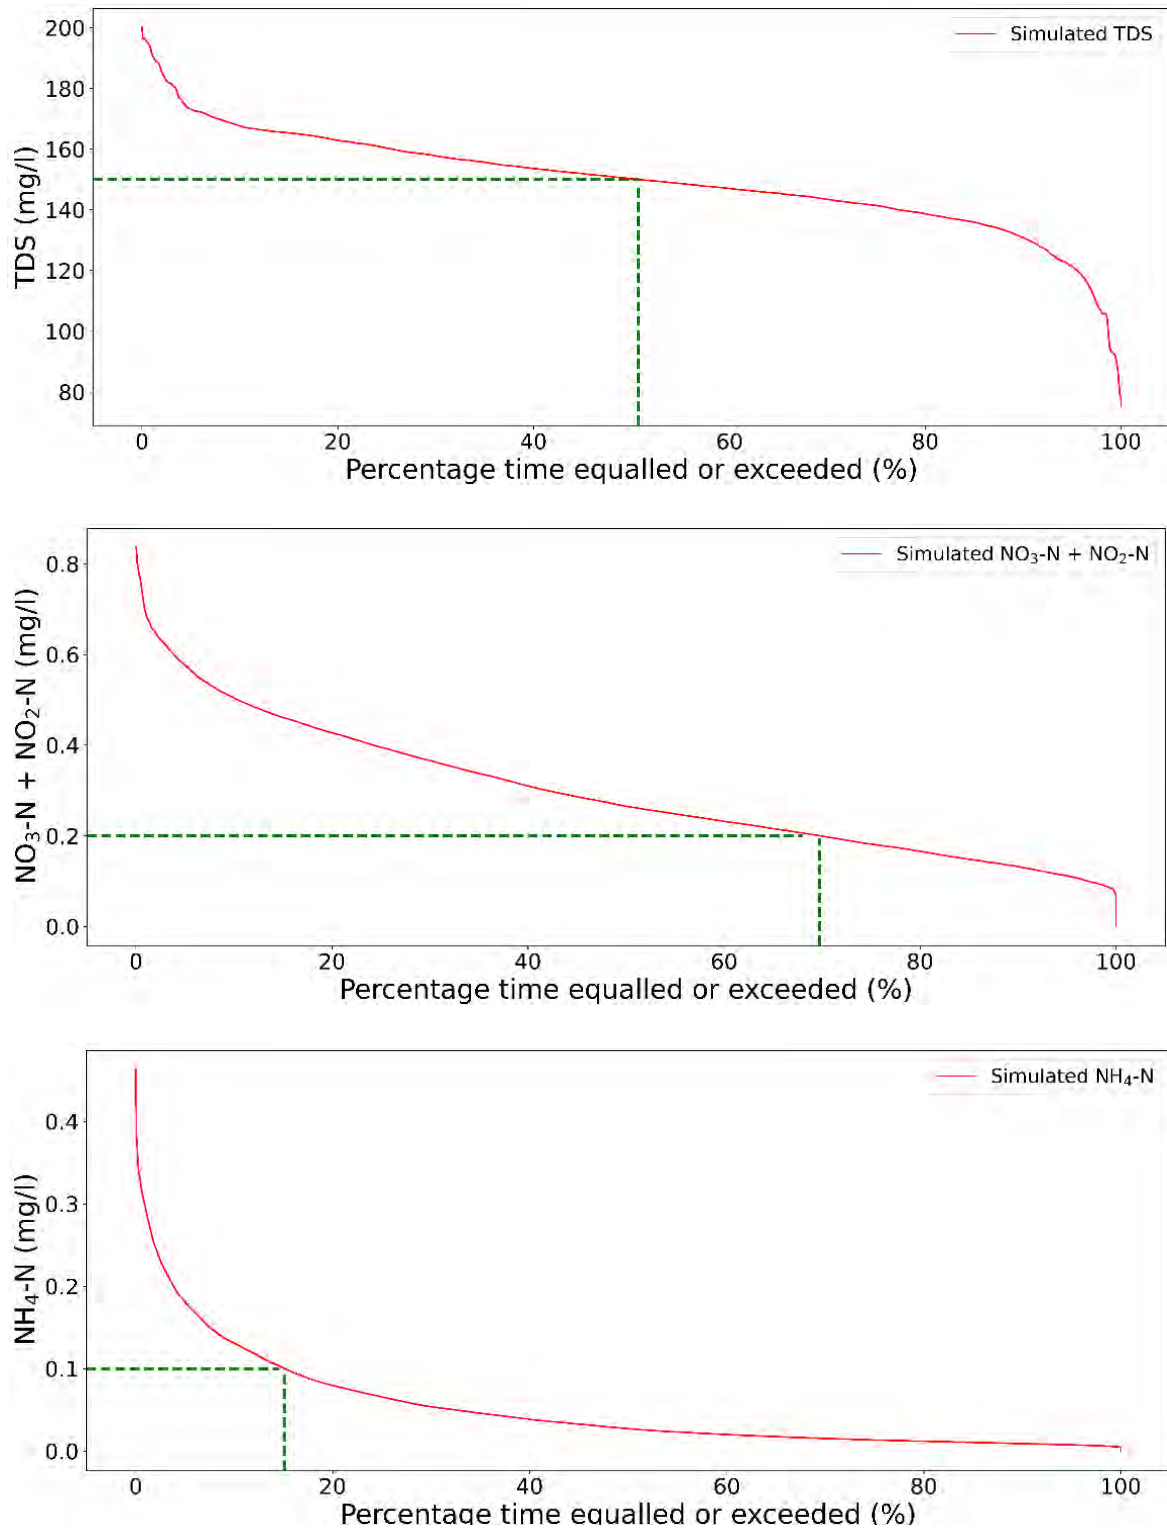 Simulated TDS
200
180
160
140
120
100
80
TDS (mg/l)
0 20 40 60 80 100
Percentage time equalled or exceeded (%)
Simulated NO₃-N + NO₂-N
0.8
0.6
0.4
0.2
0.0
NO₃-N + NO₂-N (mg/l)
0 20 40 60 80 100
Percentage time equalled or exceeded (%)
Simulated NH₄-N
0.4
0.3
0.2
0.1
0.0
NH₄-N (mg/l)
0 20 40 60 80 100
Percentage time equalled or exceeded (%)